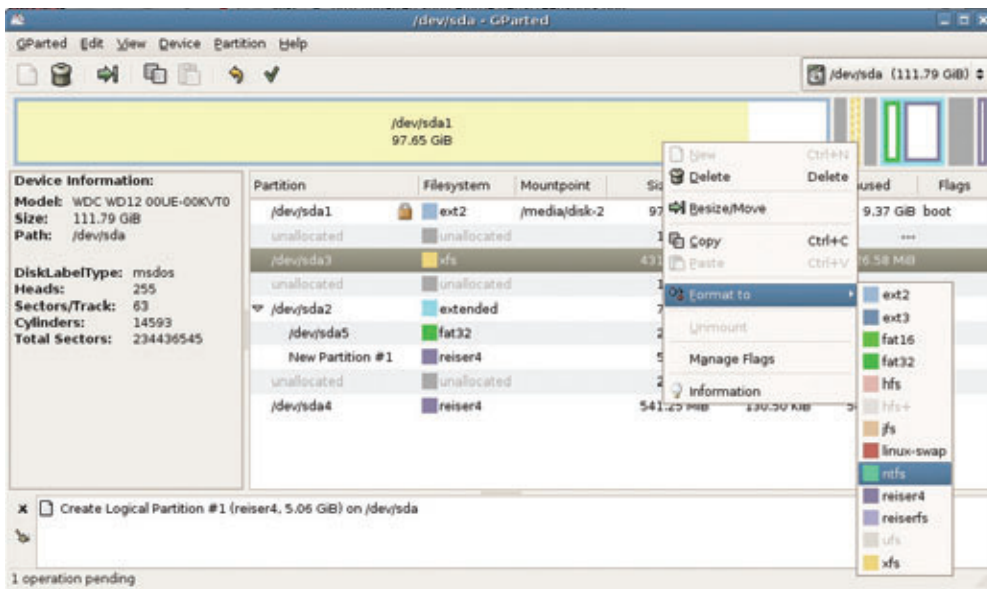 /dev/sda - GParted
GParted Edit View Device Partition Help
/dev/sda (111.79 GiB)
/dev/sda1
97.65 GiB
Device Information:
Model: WDC WD12 00UE-00KVT0
Size: 111.79 GiB
Path: /dev/sda
DiskLabelType: msdos
Heads: 255
Sectors/Track: 63
Cylinders: 14593
Total Sectors: 234436545
Partition Filesystem Mountpoint Flags
/dev/sda1 ext2 /media/disk-2 9.37 GiB boot
unallocated unallocated ---
/dev/sda3 xfs
unallocated unallocated
/dev/sda2 extended
/dev/sda5 fat32
New Partition #1 reiser4
unallocated unallocated
/dev/sda4 reiser4 541.25 MiB 130.50 KiB
New Ctrl+N
Delete Delete
Resize/Move
Copy Ctrl+C
Paste Ctrl+V
Format to
Unmount
Manage Flags
Information
ext2
ext3
fat16
fat32
hfs
hfs+
jfs
linux-swap
ntfs
reiser4
reiserfs
ufs
xfs
Create Logical Partition #1 (reiser4, 5.06 GiB) on /dev/sda
1 operation pending